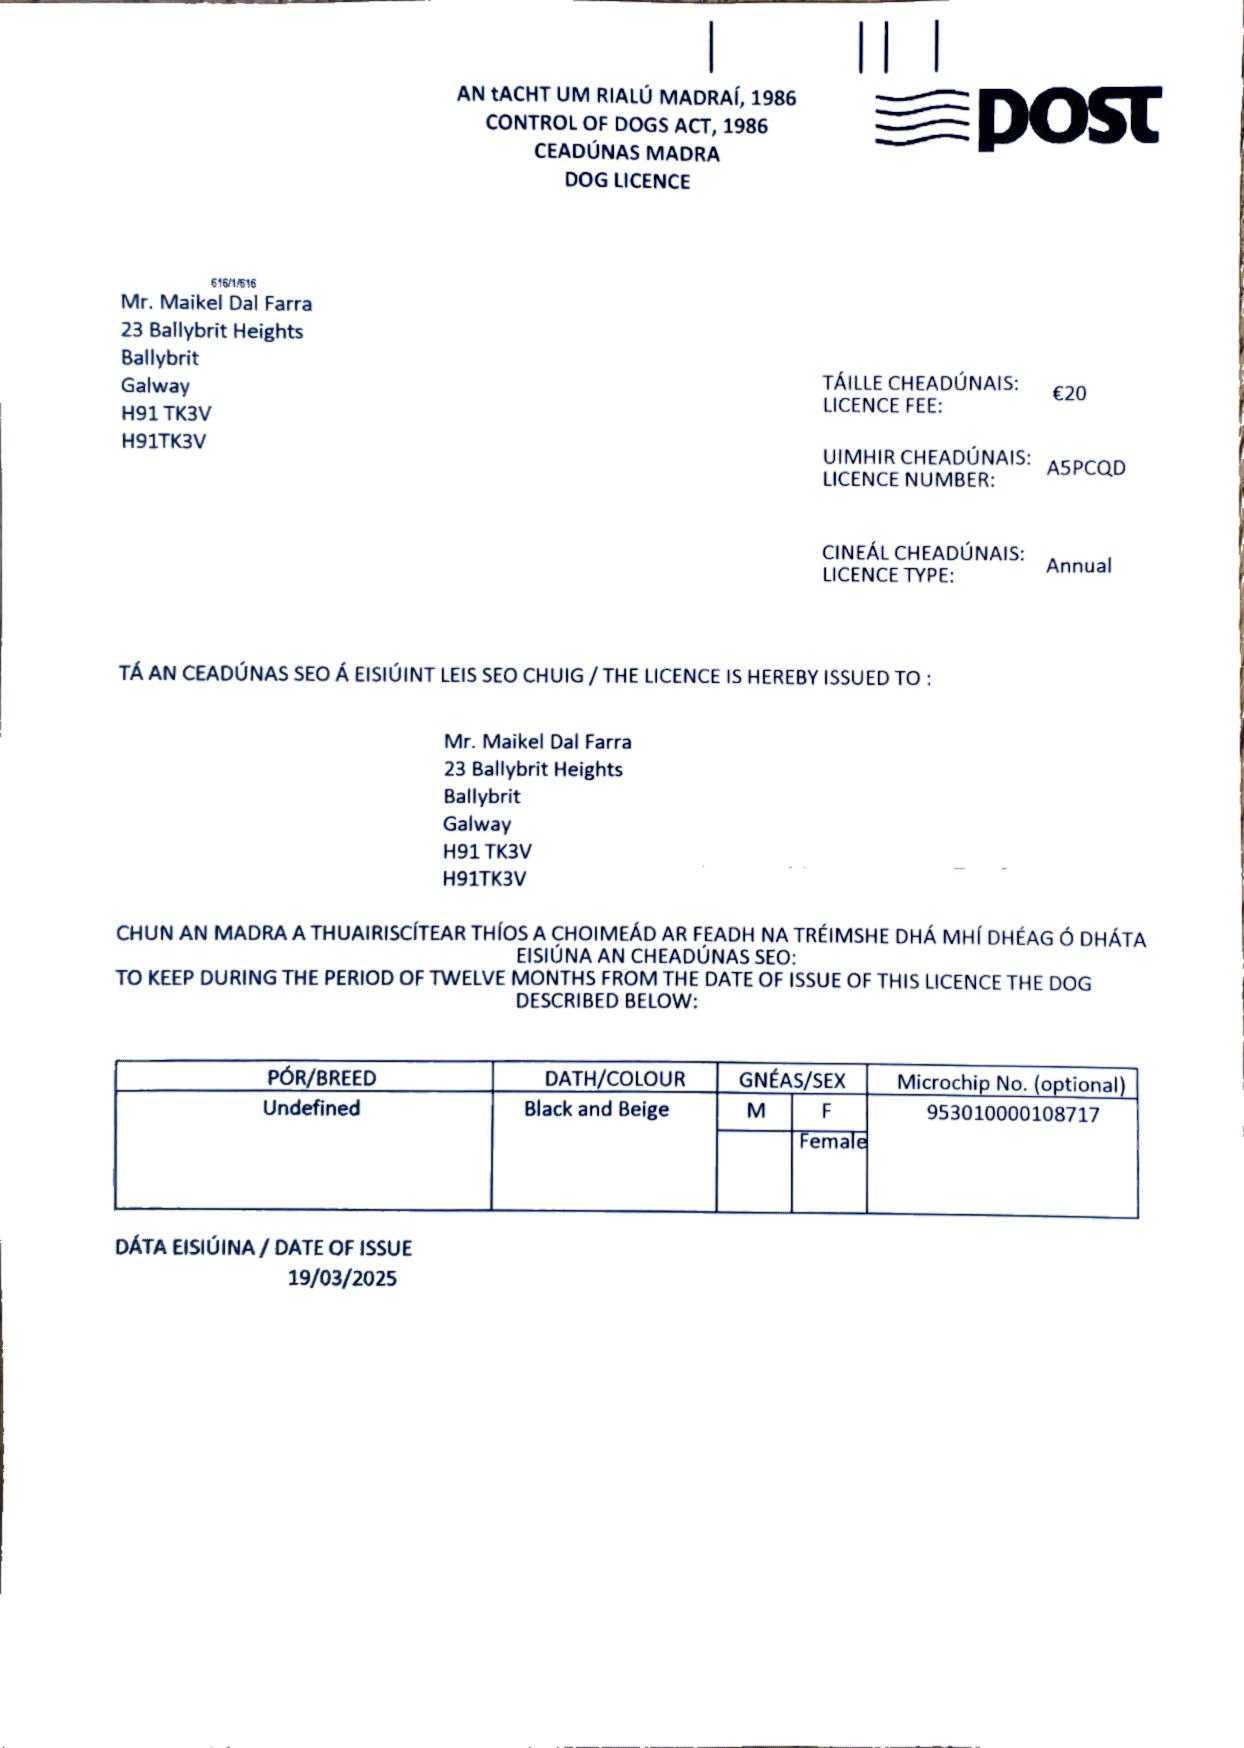 AN tACHT UM RIALÚ MADRAÍ, 1986
CONTROL OF DOGS ACT, 1986
CEADÚNAS MADRA
DOG LICENCE
post
616/1/616
Mr. Maikel Dal Farra
23 Ballybrit Heights
Ballybrit
Galway
H91 TK3V
H91TK3V
TÁILLE CHEADÚNAIS:
LICENCE FEE:
€20
UIMHIR CHEADÚNAIS:
LICENCE NUMBER:
A5PCQD
CINEÁL CHEADÚNAIS:
LICENCE TYPE:
Annual
TÁ AN CEADÚNAS SEO Á EISIÚINT LEIS SEO CHUIG / THE LICENCE IS HEREBY ISSUED TO :
Mr. Maikel Dal Farra
23 Ballybrit Heights
Ballybrit
Galway
H91 TK3V
H91TK3V
CHUN AN MADRA A THUAIRISCÍTEAR THÍOS A CHOIMEÁD AR FEADH NA TRÉIMSHE DHÁ MHÍ DHÉAG Ó DHÁTA
EISIÚNA AN CHEADÚNAS SEO:
TO KEEP DURING THE PERIOD OF TWELVE MONTHS FROM THE DATE OF ISSUE OF THIS LICENCE THE DOG
DESCRIBED BELOW:
PÓR/BREED DATH/COLOUR GNÉAS/SEX Microchip No. (optional)
Undefined Black and Beige M F 953010000108717
Female
DÁTA EISIÚINA / DATE OF ISSUE
19/03/2025